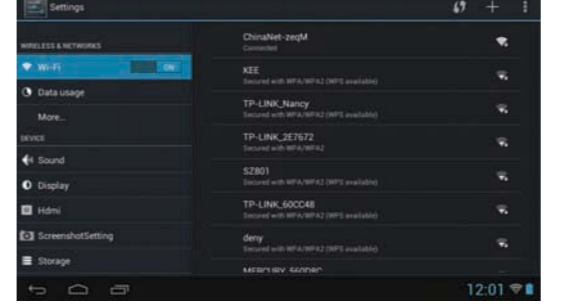 Settings
WIRELESS & NETWORKS
Wi-Fi
ON
Data usage
More...
DEVICE
Sound
Display
Hdmi
ScreenshotSetting
Storage
ChinaNet-zeqM
Connected
KEE
Secured with WPA/WPA2 (WPS available)
TP-LINK_Nancy
Secured with WPA/WPA2 (WPS available)
TP-LINK_2E7672
Secured with WPA/WPA2
SZ801
Secured with WPA/WPA2 (WPS available)
TP-LINK_60CC48
Secured with WPA/WPA2 (WPS available)
deny
Secured with WPA/WPA2 (WPS available)
MERCURY_560D8C
12:01